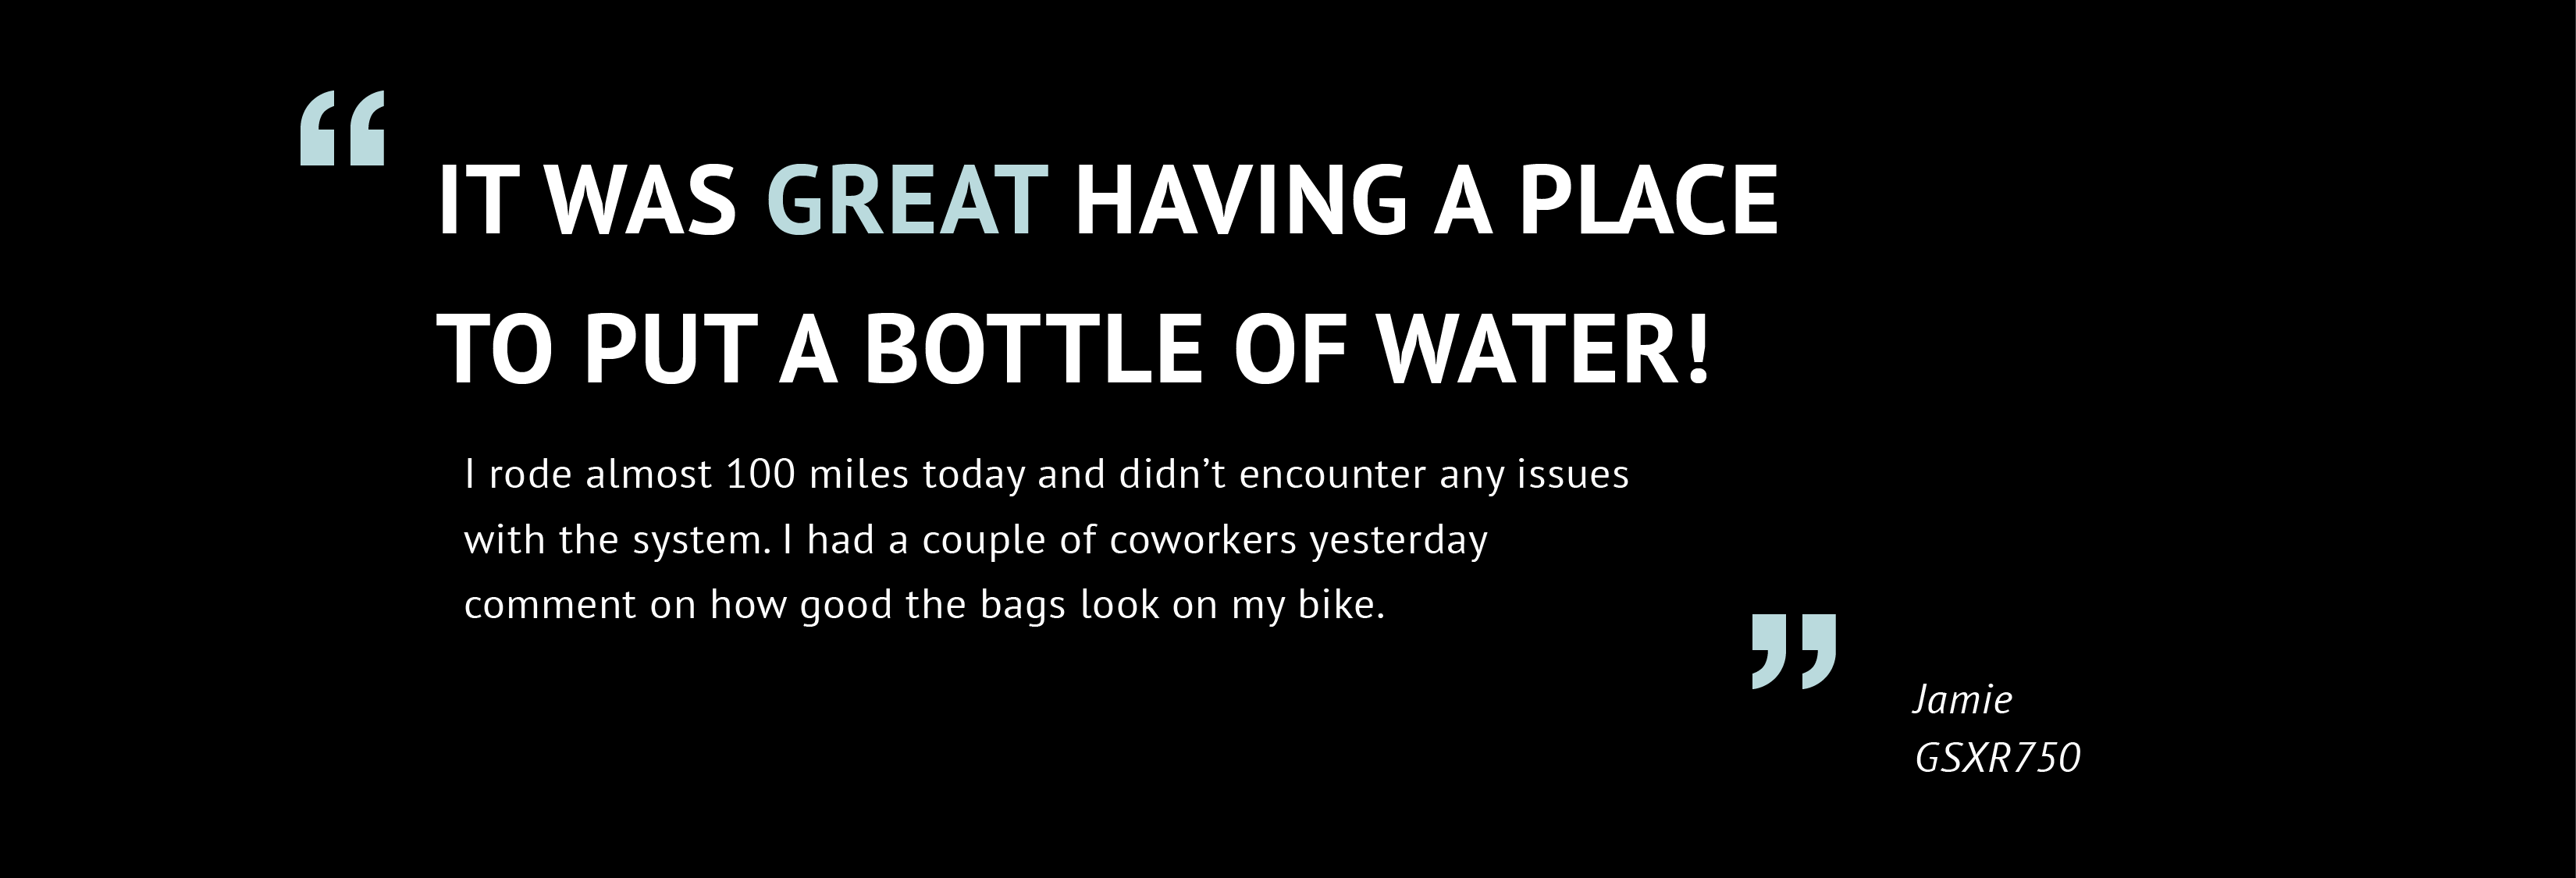 “
IT WAS GREAT HAVING A PLACE
TO PUT A BOTTLE OF WATER!
I rode almost 100 miles today and didn’t encounter any issues
with the system. I had a couple of coworkers yesterday
comment on how good the bags look on my bike.
”
Jamie
GSXR750